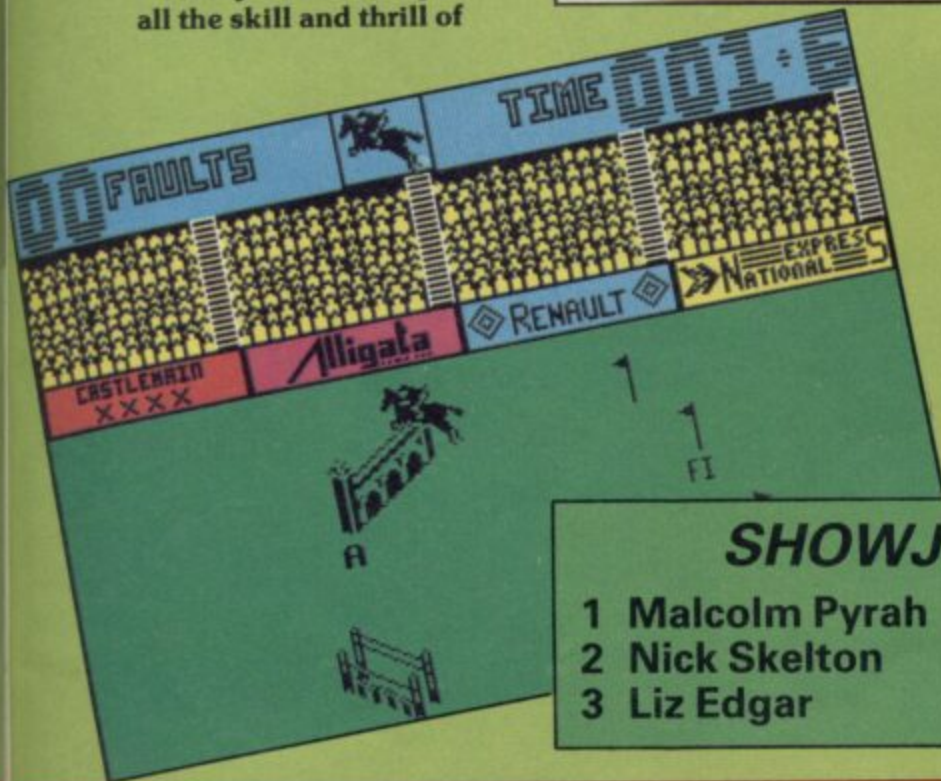 all the skill and thrill of
00 FAULTS
TIME 001·6
CASTLEMAIN
XXXX
Alligata
RENAULT
NATIONAL EXPRESS
FI
A
SHOWJ
1 Malcolm Pyrah
2 Nick Skelton
3 Liz Edgar